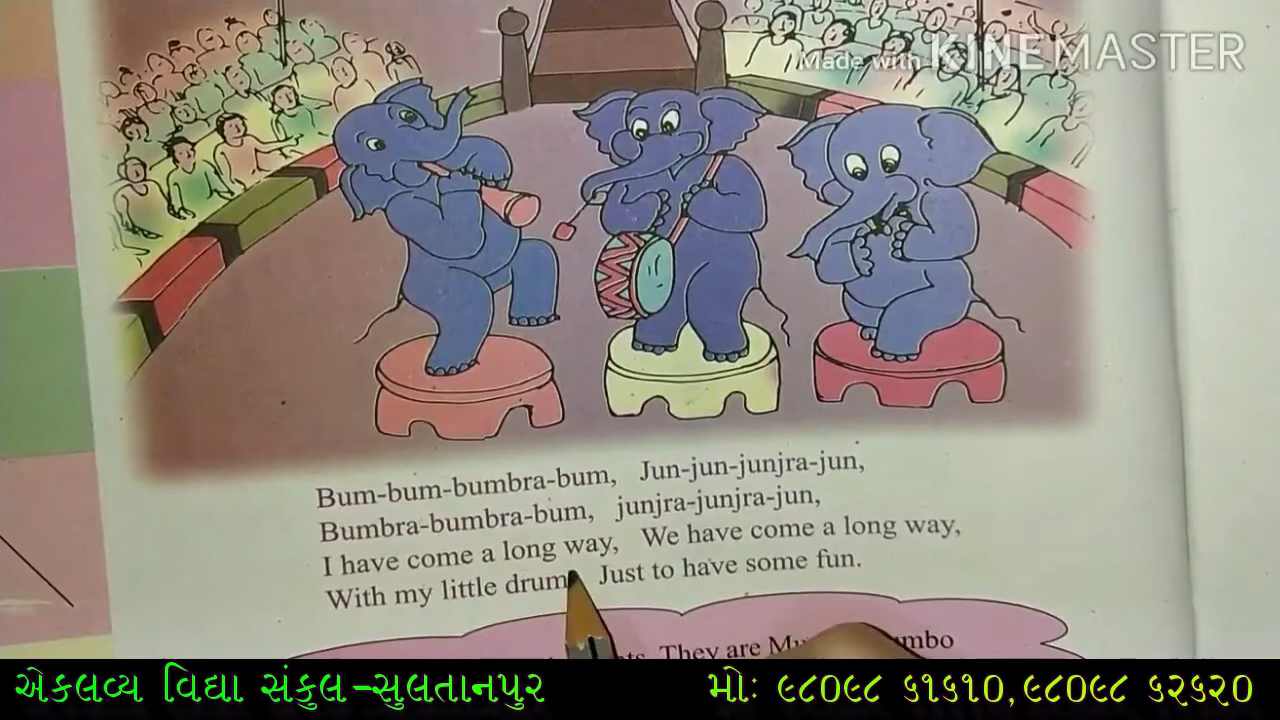 Made with KINEMASTER
Bum-bum-bumbra-bum, Jun-jun-junjra-jun,
Bumbra-bumbra-bum, junjra-junjra-jun,
I have come a long way, We have come a long way,
With my little drum Just to have some fun.
They are
એકલવ્ય વિદ્યા સંકુલ-સુલતાનપુર મોઃ ૯૮૦૯૮ ૬૧૬૧૦,૯૮૦૯૮ ૬૨૬૨૦